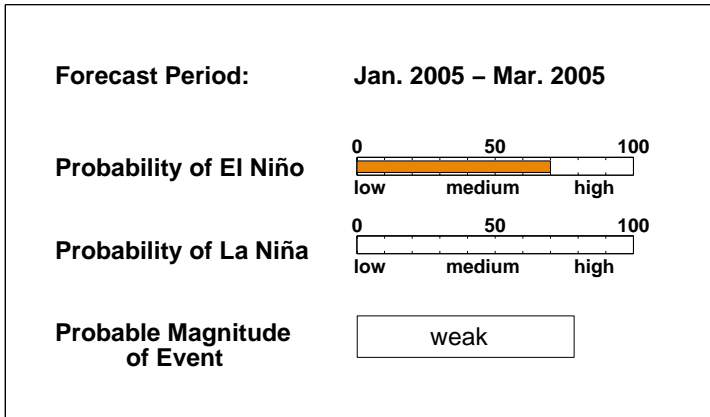 Forecast Period: Jan. 2005 – Mar. 2005
0 50 100
Probability of El Niño
low medium high
0 50 100
Probability of La Niña
low medium high
Probable Magnitude
of Event
weak